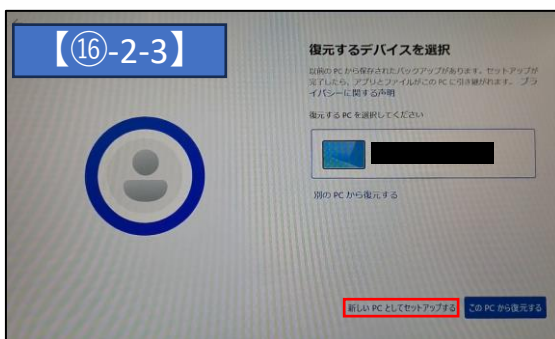 【⑯-2-3】
復元するデバイスを選択
以前の PC から保存されたバックアップがあります。セットアップが
完了したら、アプリとファイルがこの PC に引き継がれます。 プラ
イバシーに関する声明
復元する PC を選択してください
別の PC から復元する
新しい PC としてセットアップする
この PC から復元する